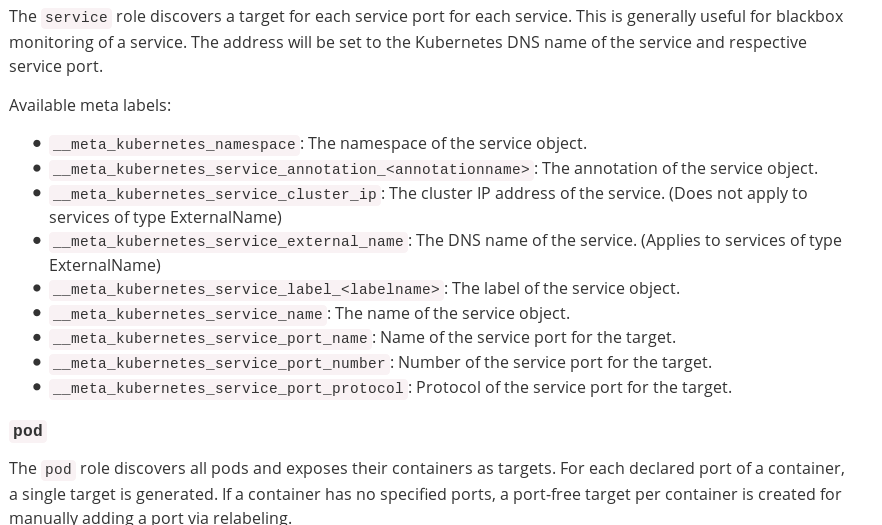 The service role discovers a target for each service port for each service. This is generally useful for blackbox
monitoring of a service. The address will be set to the Kubernetes DNS name of the service and respective
service port.
Available meta labels:
• __meta_kubernetes_namespace: The namespace of the service object.
• __meta_kubernetes_service_annotation_<annotationname>: The annotation of the service object.
• __meta_kubernetes_service_cluster_ip: The cluster IP address of the service. (Does not apply to
services of type ExternalName)
• __meta_kubernetes_service_external_name: The DNS name of the service. (Applies to services of type
ExternalName)
• __meta_kubernetes_service_label_<labelname>: The label of the service object.
• __meta_kubernetes_service_name: The name of the service object.
• __meta_kubernetes_service_port_name: Name of the service port for the target.
• __meta_kubernetes_service_port_number: Number of the service port for the target.
• __meta_kubernetes_service_port_protocol: Protocol of the service port for the target.
pod
The pod role discovers all pods and exposes their containers as targets. For each declared port of a container,
a single target is generated. If a container has no specified ports, a port-free target per container is created for
manually adding a port via relabeling.